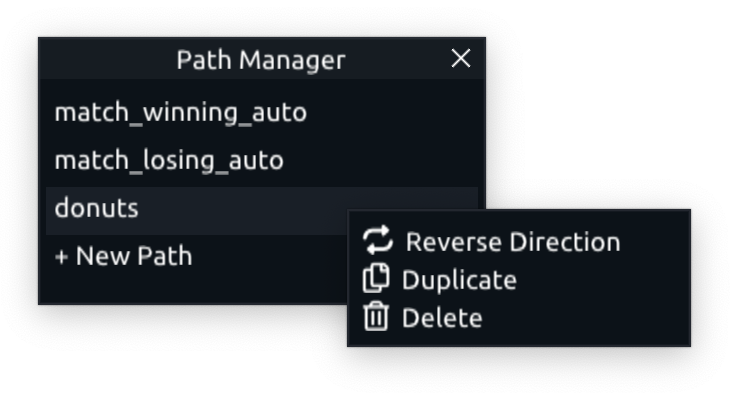 Path Manager
match_winning_auto
match_losing_auto
donuts
+ New Path
Reverse Direction
Duplicate
Delete